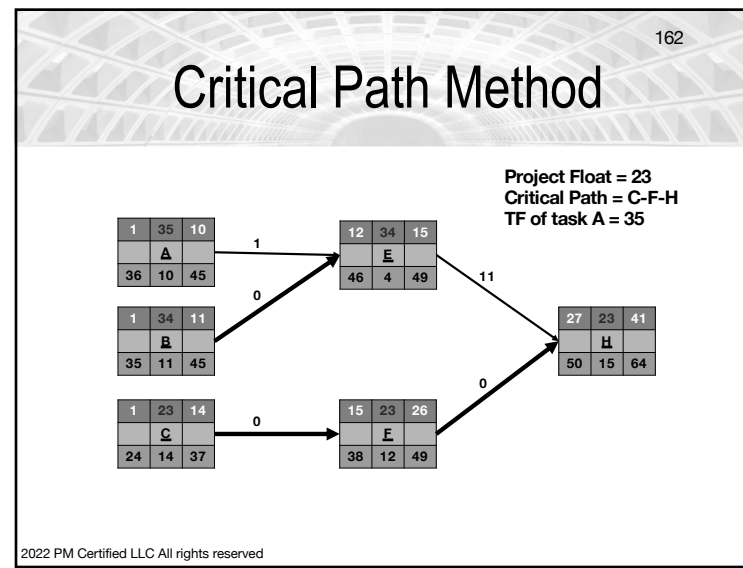 162
Critical Path Method
Project Float = 23
Critical Path = C-F-H
TF of task A = 35
1 35 10
A
36 10 45
1
12 34 15
E
46 4 49
11
1 34 11
B
35 11 45
0
27 23 41
H
50 15 64
1 23 14
C
24 14 37
0
15 23 26
F
38 12 49
0
2022 PM Certified LLC All rights reserved